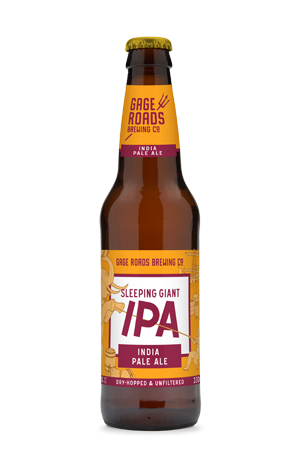 GAGE
ROADS
BREWING CO
INDIA
PALE ALE
GAGE ROADS BREWING CO
SLEEPING GIANT
IPA
INDIA
PALE ALE
DRY-HOPPED & UNFILTERED